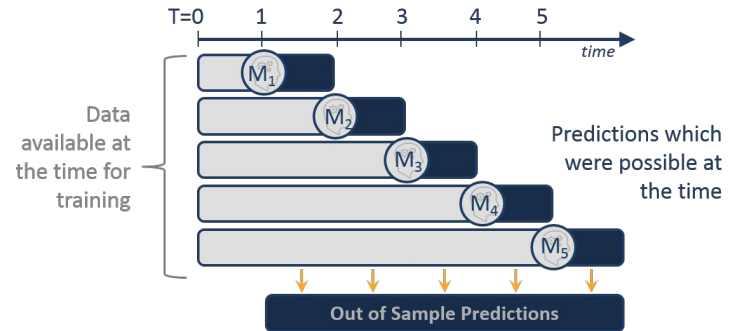 T=0 1 2 3 4 5
time
M1
M2
M3
M4
M5
Data
available at
the time for
training
Predictions which
were possible at
the time
Out of Sample Predictions